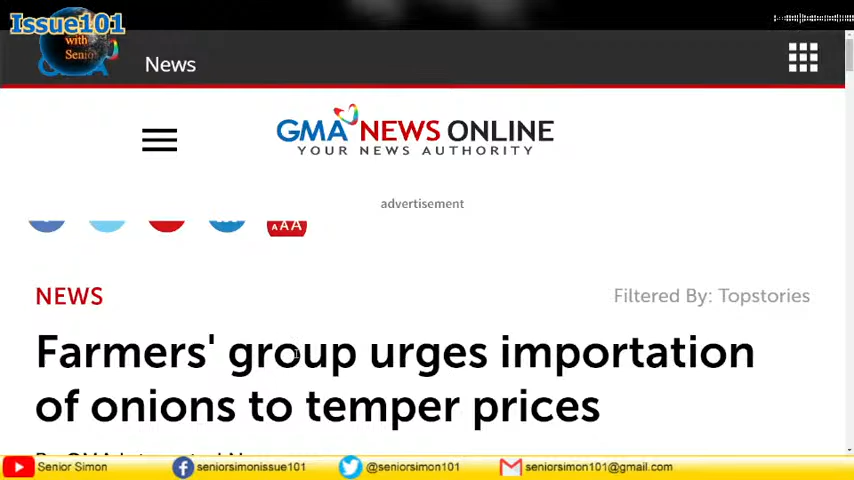 Issue101
with
Senior
News
GMA NEWS ONLINE
YOUR NEWS AUTHORITY
advertisement
AAA
NEWS
Filtered By: Topstories
Farmers' group urges importation
of onions to temper prices
Senior Simon
seniorsimonissue101
@seniorsimon101
seniorsimon101@gmail.com